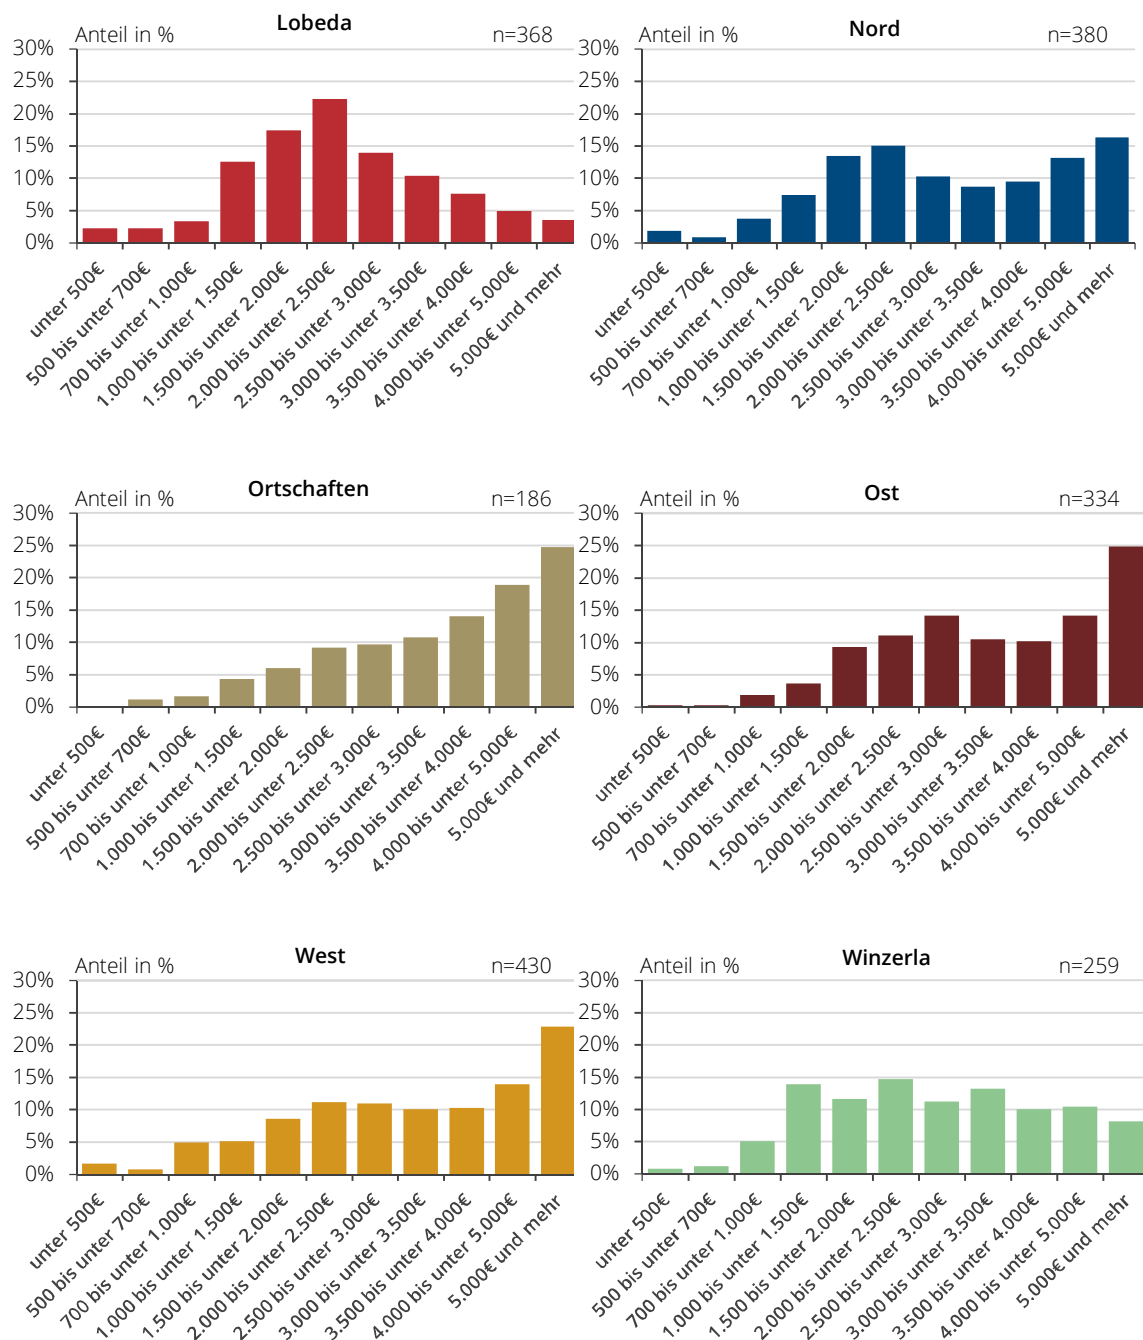 Lobeda
Anteil in %
n=368
30%
25%
20%
15%
10%
5%
0%
unter 500€
500 bis unter 700€
700 bis unter 1.000€
1.000 bis unter 1.500€
1.500 bis unter 2.000€
2.000 bis unter 2.500€
2.500 bis unter 3.000€
3.000 bis unter 3.500€
3.500 bis unter 4.000€
4.000 bis unter 5.000€
5.000€ und mehr
Nord
Anteil in %
n=380
30%
25%
20%
15%
10%
5%
0%
unter 500€
500 bis unter 700€
700 bis unter 1.000€
1.000 bis unter 1.500€
1.500 bis unter 2.000€
2.000 bis unter 2.500€
2.500 bis unter 3.000€
3.000 bis unter 3.500€
3.500 bis unter 4.000€
4.000 bis unter 5.000€
5.000€ und mehr
Ortschaften
Anteil in %
n=186
30%
25%
20%
15%
10%
5%
0%
unter 500€
500 bis unter 700€
700 bis unter 1.000€
1.000 bis unter 1.500€
1.500 bis unter 2.000€
2.000 bis unter 2.500€
2.500 bis unter 3.000€
3.000 bis unter 3.500€
3.500 bis unter 4.000€
4.000 bis unter 5.000€
5.000€ und mehr
Ost
Anteil in %
n=334
30%
25%
20%
15%
10%
5%
0%
unter 500€
500 bis unter 700€
700 bis unter 1.000€
1.000 bis unter 1.500€
1.500 bis unter 2.000€
2.000 bis unter 2.500€
2.500 bis unter 3.000€
3.000 bis unter 3.500€
3.500 bis unter 4.000€
4.000 bis unter 5.000€
5.000€ und mehr
West
Anteil in %
n=430
30%
25%
20%
15%
10%
5%
0%
unter 500€
500 bis unter 700€
700 bis unter 1.000€
1.000 bis unter 1.500€
1.500 bis unter 2.000€
2.000 bis unter 2.500€
2.500 bis unter 3.000€
3.000 bis unter 3.500€
3.500 bis unter 4.000€
4.000 bis unter 5.000€
5.000€ und mehr
Winzerla
Anteil in %
n=259
30%
25%
20%
15%
10%
5%
0%
unter 500€
500 bis unter 700€
700 bis unter 1.000€
1.000 bis unter 1.500€
1.500 bis unter 2.000€
2.000 bis unter 2.500€
2.500 bis unter 3.000€
3.000 bis unter 3.500€
3.500 bis unter 4.000€
4.000 bis unter 5.000€
5.000€ und mehr